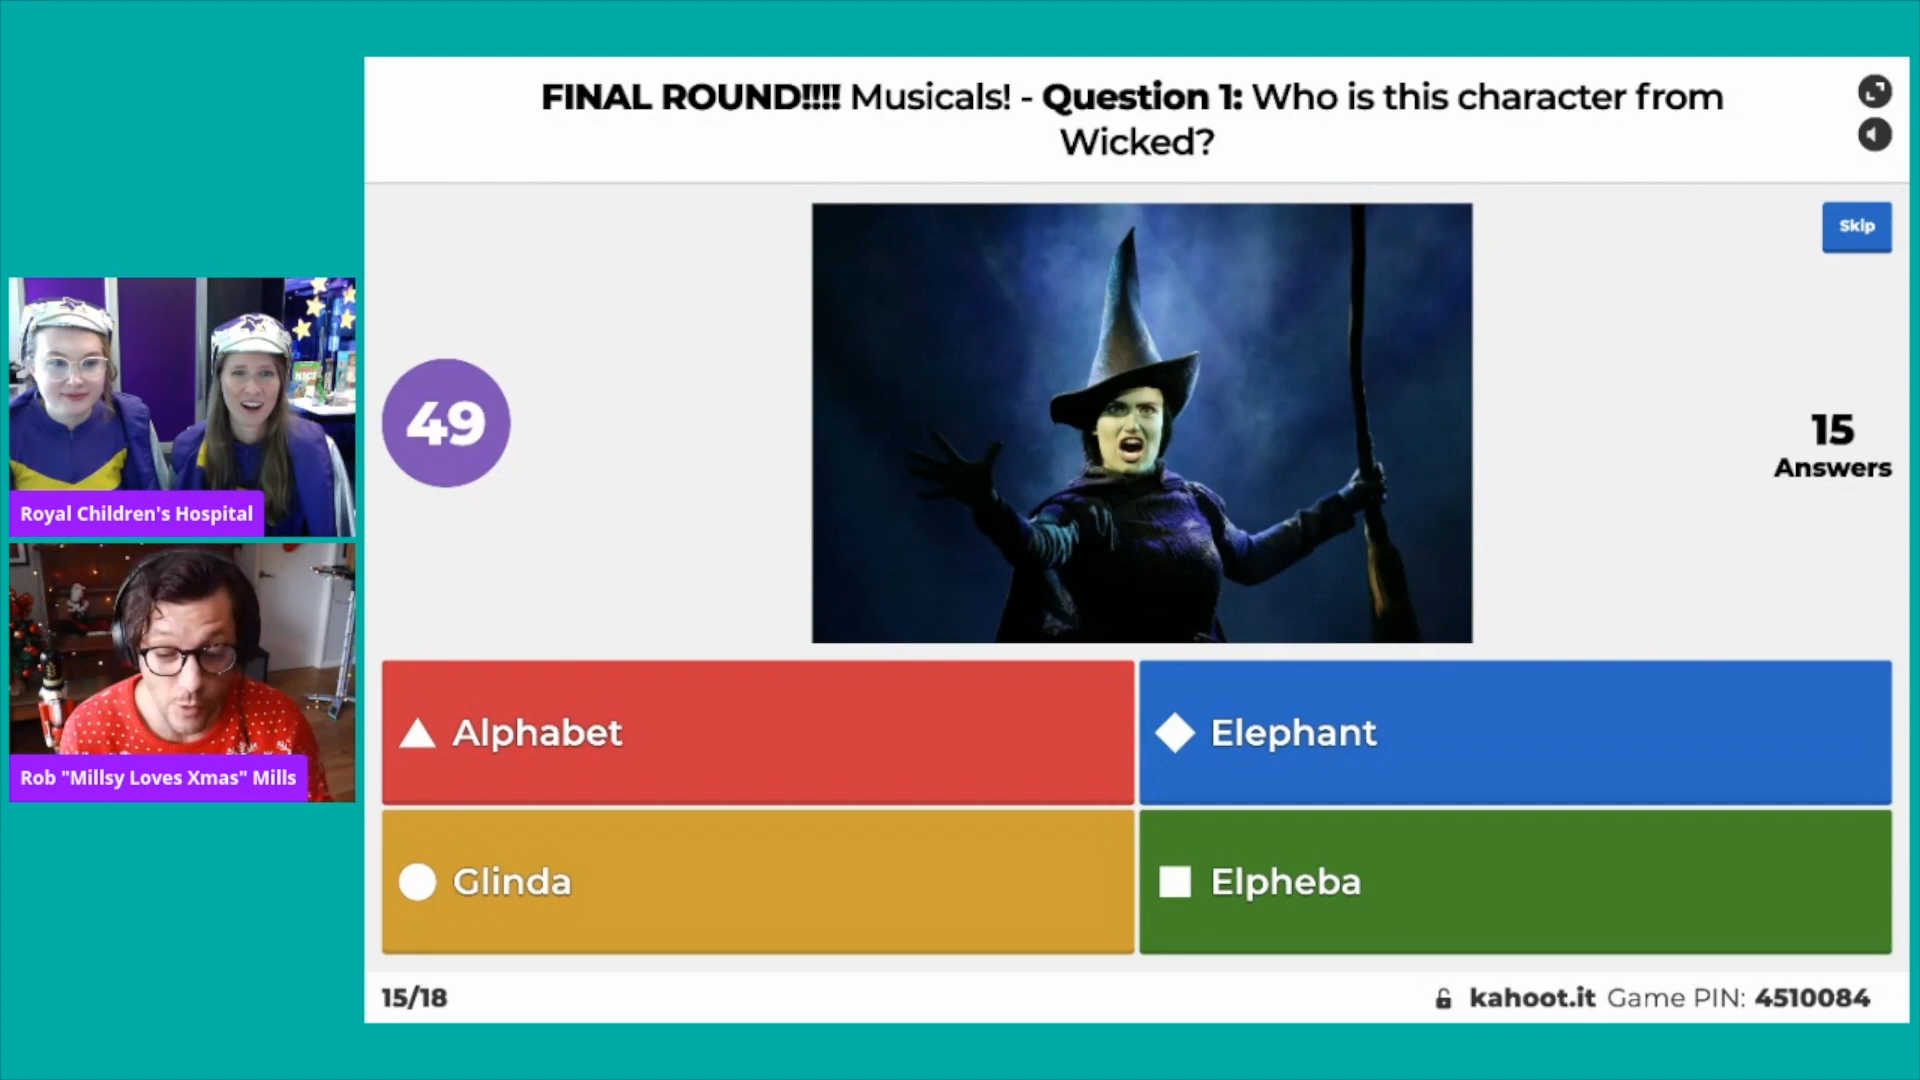 FINAL ROUND!!!! Musicals! - Question 1: Who is this character from
Wicked?
Skip
49
15
Answers
Royal Children's Hospital
Rob "Millsy Loves Xmas" Mills
Alphabet
Elephant
Glinda
Elpheba
15/18
kahoot.it Game PIN: 4510084